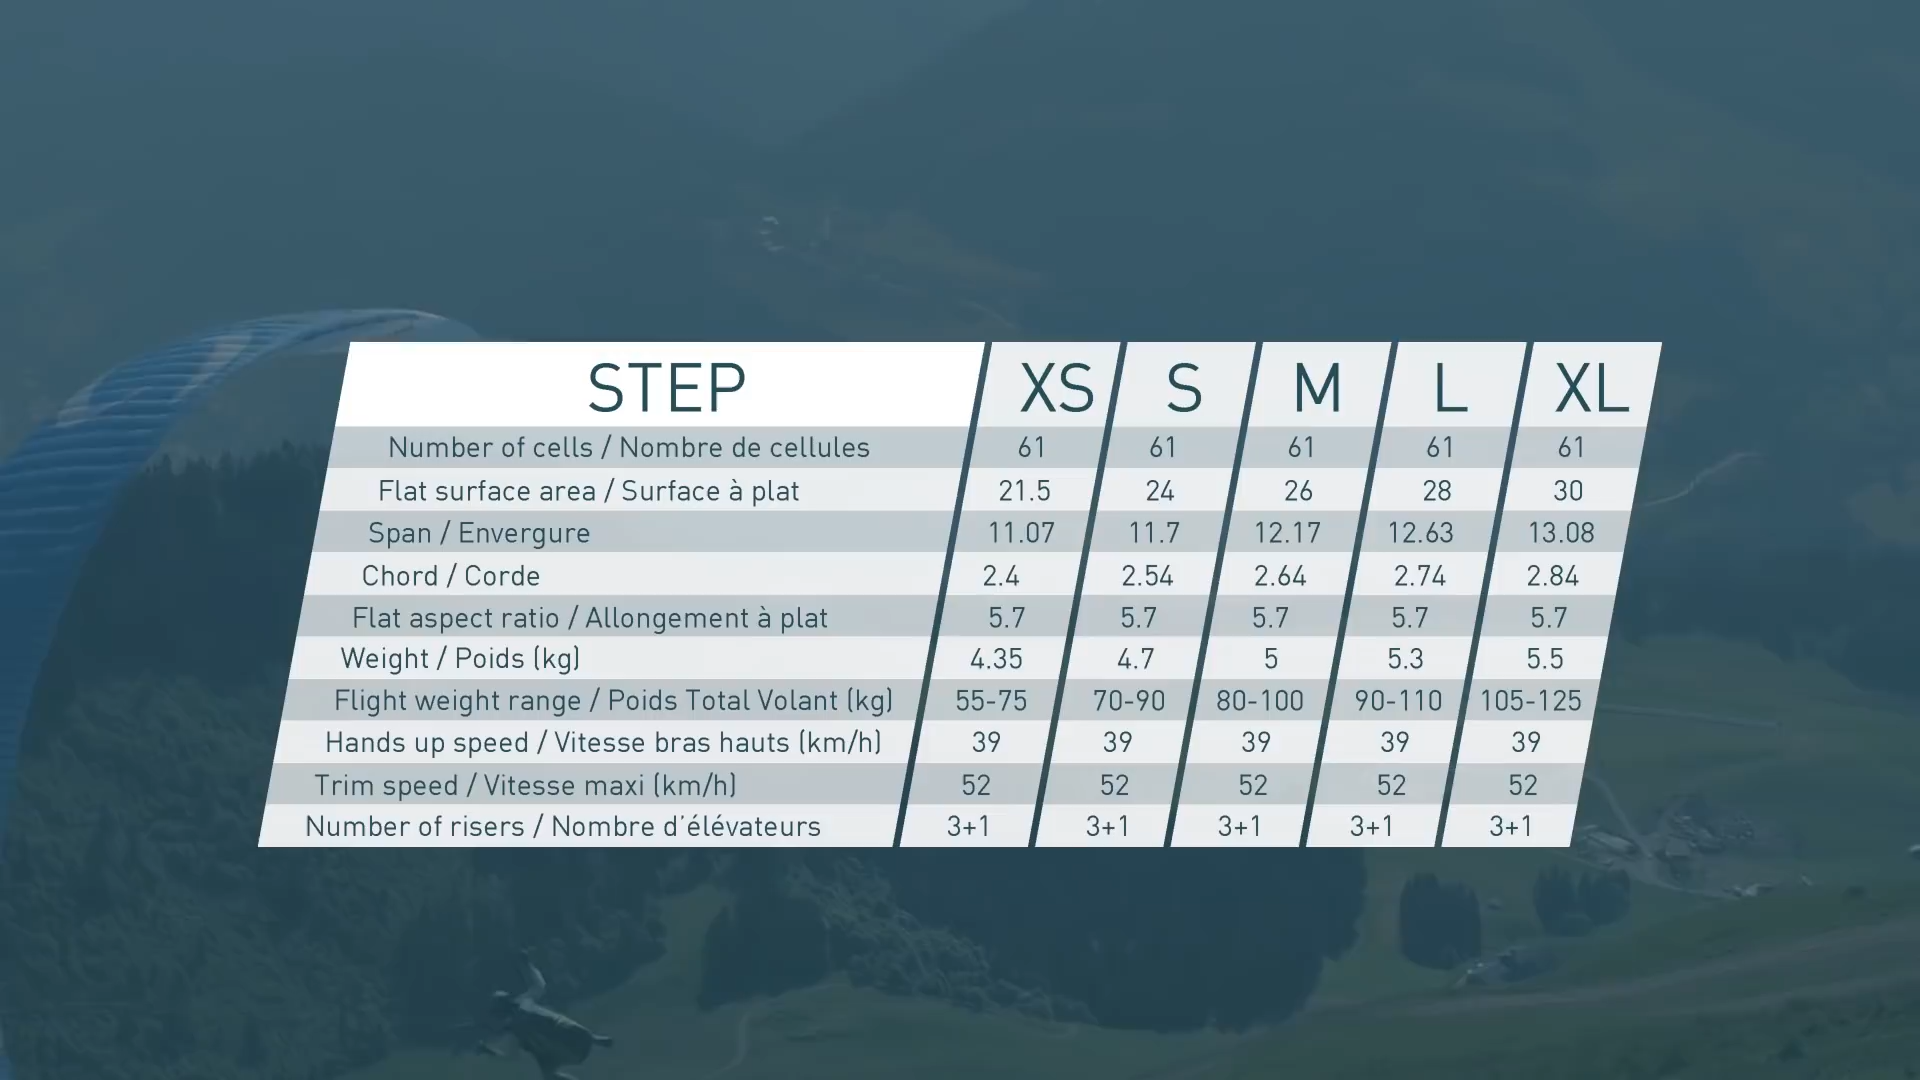 STEP XS S M L XL
Number of cells / Nombre de cellules 61 61 61 61 61
Flat surface area / Surface à plat 21.5 24 26 28 30
Span / Envergure 11.07 11.7 12.17 12.63 13.08
Chord / Corde 2.4 2.54 2.64 2.74 2.84
Flat aspect ratio / Allongement à plat 5.7 5.7 5.7 5.7 5.7
Weight / Poids (kg) 4.35 4.7 5 5.3 5.5
Flight weight range / Poids Total Volant (kg) 55-75 70-90 80-100 90-110 105-125
Hands up speed / Vitesse bras hauts (km/h) 39 39 39 39 39
Trim speed / Vitesse maxi (km/h) 52 52 52 52 52
Number of risers / Nombre d'élévateurs 3+1 3+1 3+1 3+1 3+1